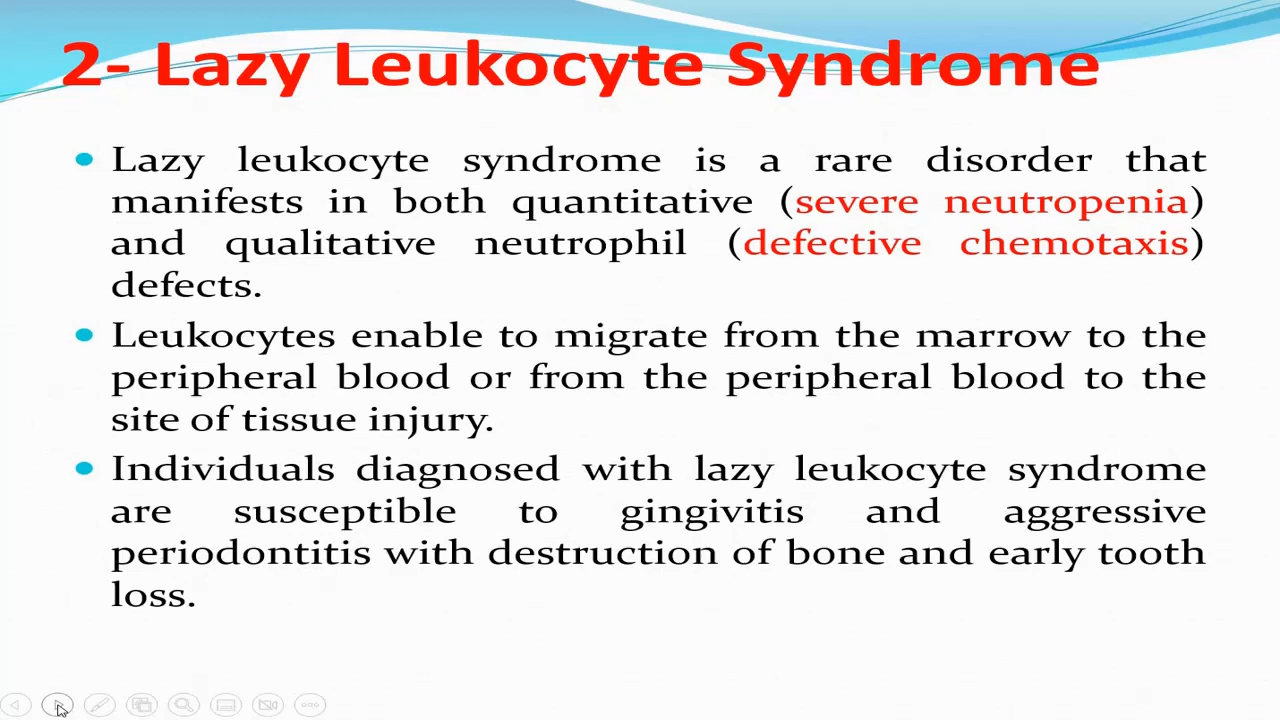 2- Lazy Leukocyte Syndrome
• Lazy leukocyte syndrome is a rare disorder that
manifests in both quantitative (severe neutropenia)
and qualitative neutrophil (defective chemotaxis)
defects.
• Leukocytes enable to migrate from the marrow to the
peripheral blood or from the peripheral blood to the
site of tissue injury.
• Individuals diagnosed with lazy leukocyte syndrome
are susceptible to gingivitis and aggressive
periodontitis with destruction of bone and early tooth
loss.